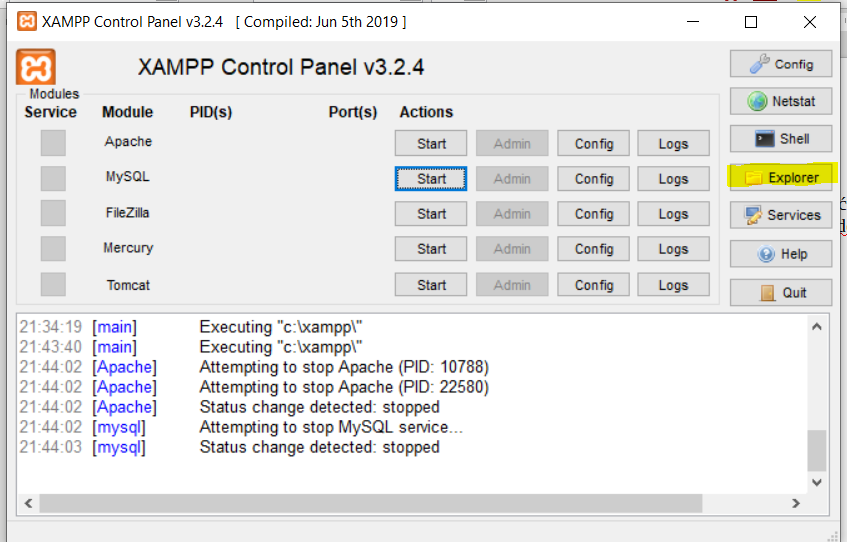 XAMPP Control Panel v3.2.4 [ Compiled: Jun 5th 2019 ]
XAMPP Control Panel v3.2.4
Config
Modules
Service Module PID(s) Port(s) Actions
Netstat
Apache Start Admin Config Logs
Shell
MySQL Start Admin Config Logs
Explorer
FileZilla Start Admin Config Logs
Services
Mercury Start Admin Config Logs
Help
Tomcat Start Admin Config Logs
Quit
21:34:19 [main] Executing "c:\xampp\"
21:43:40 [main] Executing "c:\xampp\"
21:44:02 [Apache] Attempting to stop Apache (PID: 10788)
21:44:02 [Apache] Attempting to stop Apache (PID: 22580)
21:44:02 [Apache] Status change detected: stopped
21:44:02 [mysql] Attempting to stop MySQL service...
21:44:03 [mysql] Status change detected: stopped